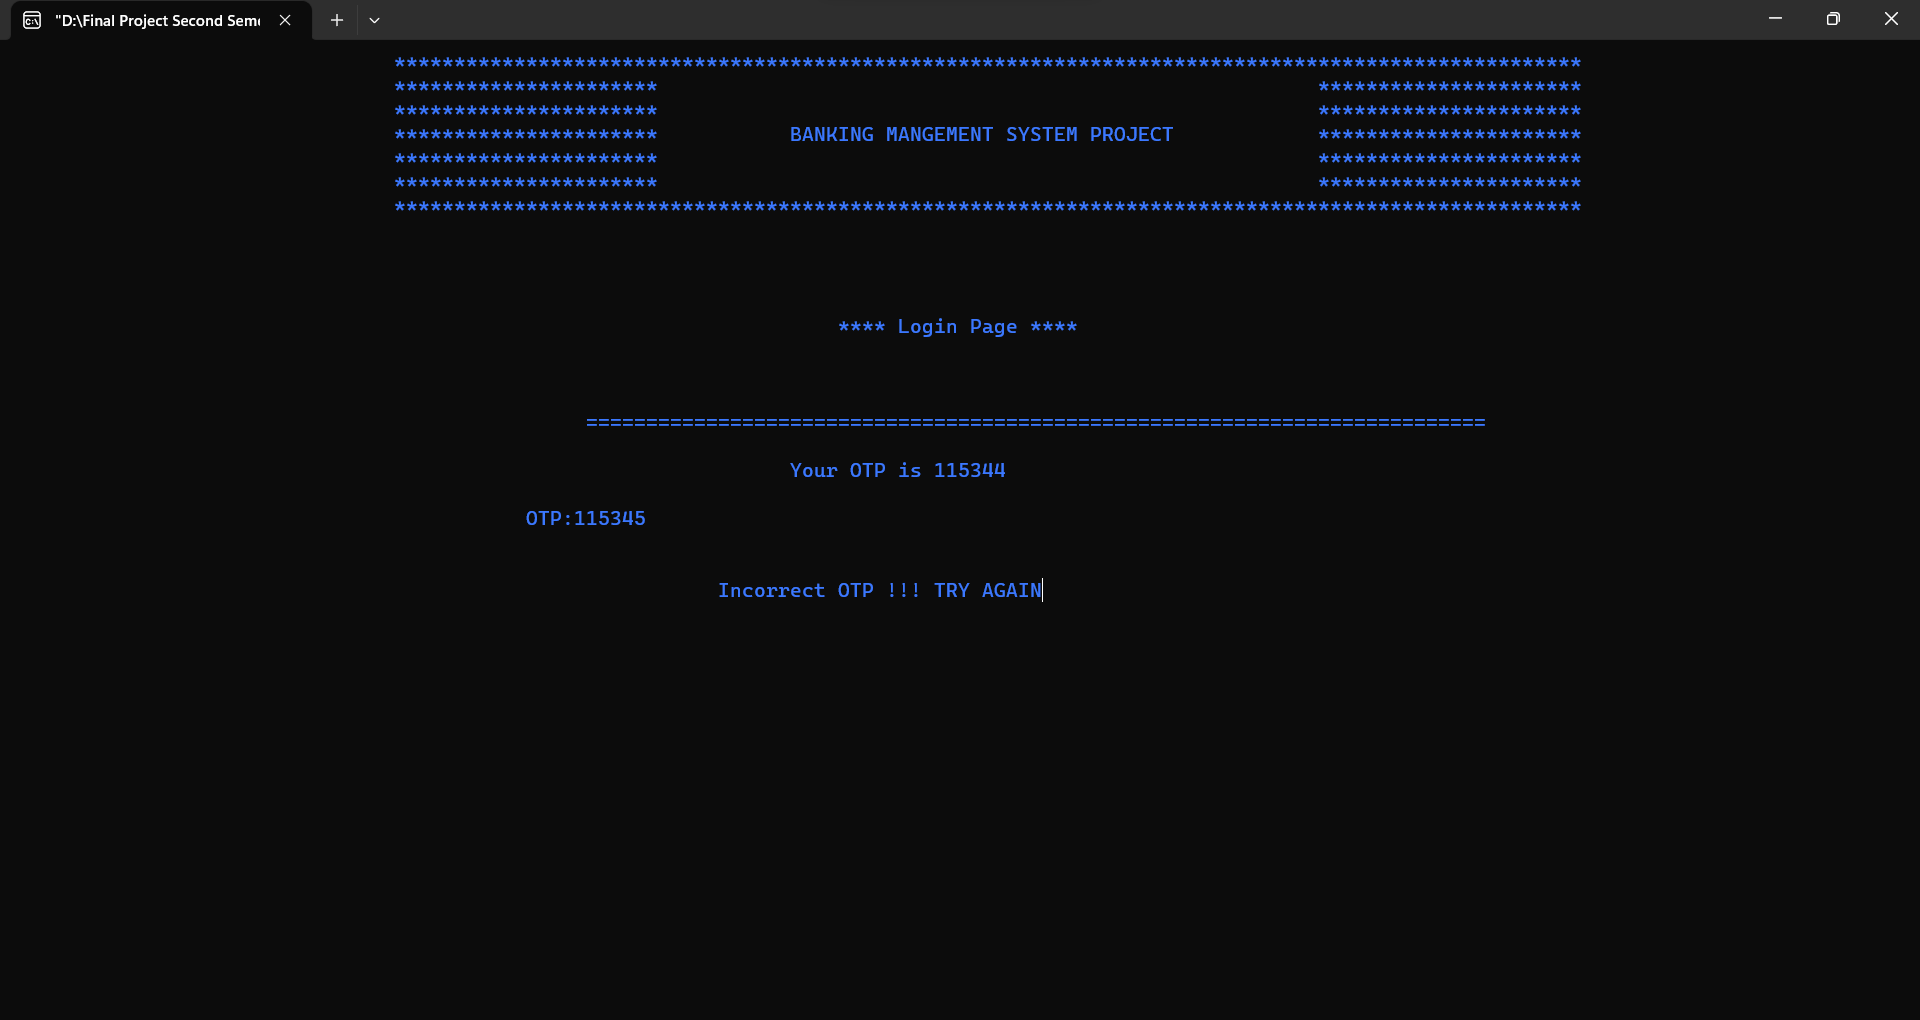 "D:\Final Project Second Seme
***************************************************************************************************
********************** **********************
********************** **********************
********************** BANKING MANGEMENT SYSTEM PROJECT **********************
********************** **********************
********************** **********************
***************************************************************************************************
**** Login Page ****
===========================================================================
Your OTP is 115344
OTP:115345
Incorrect OTP !!! TRY AGAIN